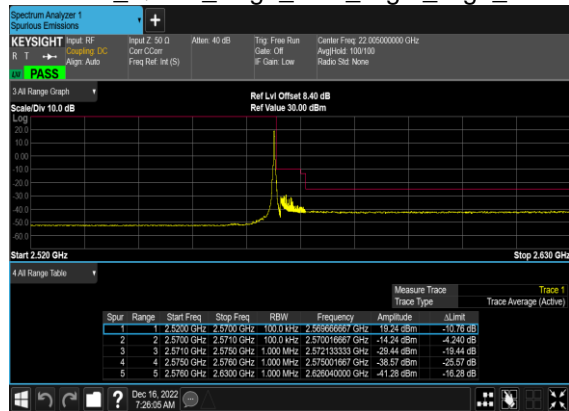 Spectrum Analyzer 1
Spurious Emissions
+
KEYSIGHT Input: RF Input Z: 50 Ω Atten: 40 dB Trig: Free Run Center Freq: 22.005000000 GHz
R T Coupling: DC Corr CCorr Gate: Off Avg|Hold: 100/100
Align: Auto Freq Ref: Int (S) IF Gain: Low Radio Std: None
PASS
3 All Range Graph
Ref Lvl Offset 8.40 dB
Scale/Div 10.0 dB Ref Value 30.00 dBm
Log
20.0
10.0
0.00
-10.0
-20.0
-30.0
-40.0
-50.0
-60.0
Start 2.520 GHz Stop 2.630 GHz
4 All Range Table
Measure Trace Trace 1
Trace Type Trace Average (Active)
Spur Range Start Freq Stop Freq RBW Frequency Amplitude ΔLimit
1 1 2.5200 GHz 2.5700 GHz 100.0 kHz 2.569666667 GHz 19.24 dBm -10.76 dB
2 2 2.5700 GHz 2.5710 GHz 100.0 kHz 2.570016667 GHz -14.24 dBm -4.240 dB
3 3 2.5710 GHz 2.5750 GHz 1.000 MHz 2.572133333 GHz -29.44 dBm -19.44 dB
4 4 2.5750 GHz 2.5760 GHz 1.000 MHz 2.575001667 GHz -38.57 dBm -25.57 dB
5 5 2.5760 GHz 2.6300 GHz 1.000 MHz 2.626040000 GHz -41.28 dBm -16.28 dB
? Dec 16, 2022
7:26:05 AM